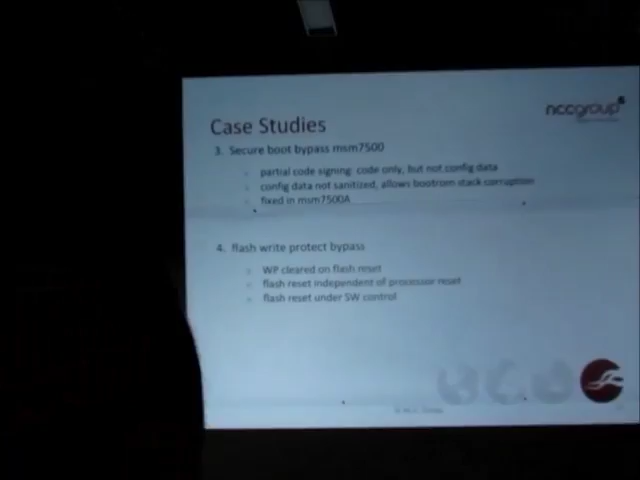 nccgroup
Case Studies
3. Secure boot bypass msm7500
partial code signing: code only, but not config data
config data not sanitized, allows bootrom stack corruption
fixed in msm7500A
4. flash write protect bypass
WP cleared on flash reset
flash reset independent of processor reset
flash reset under SW control